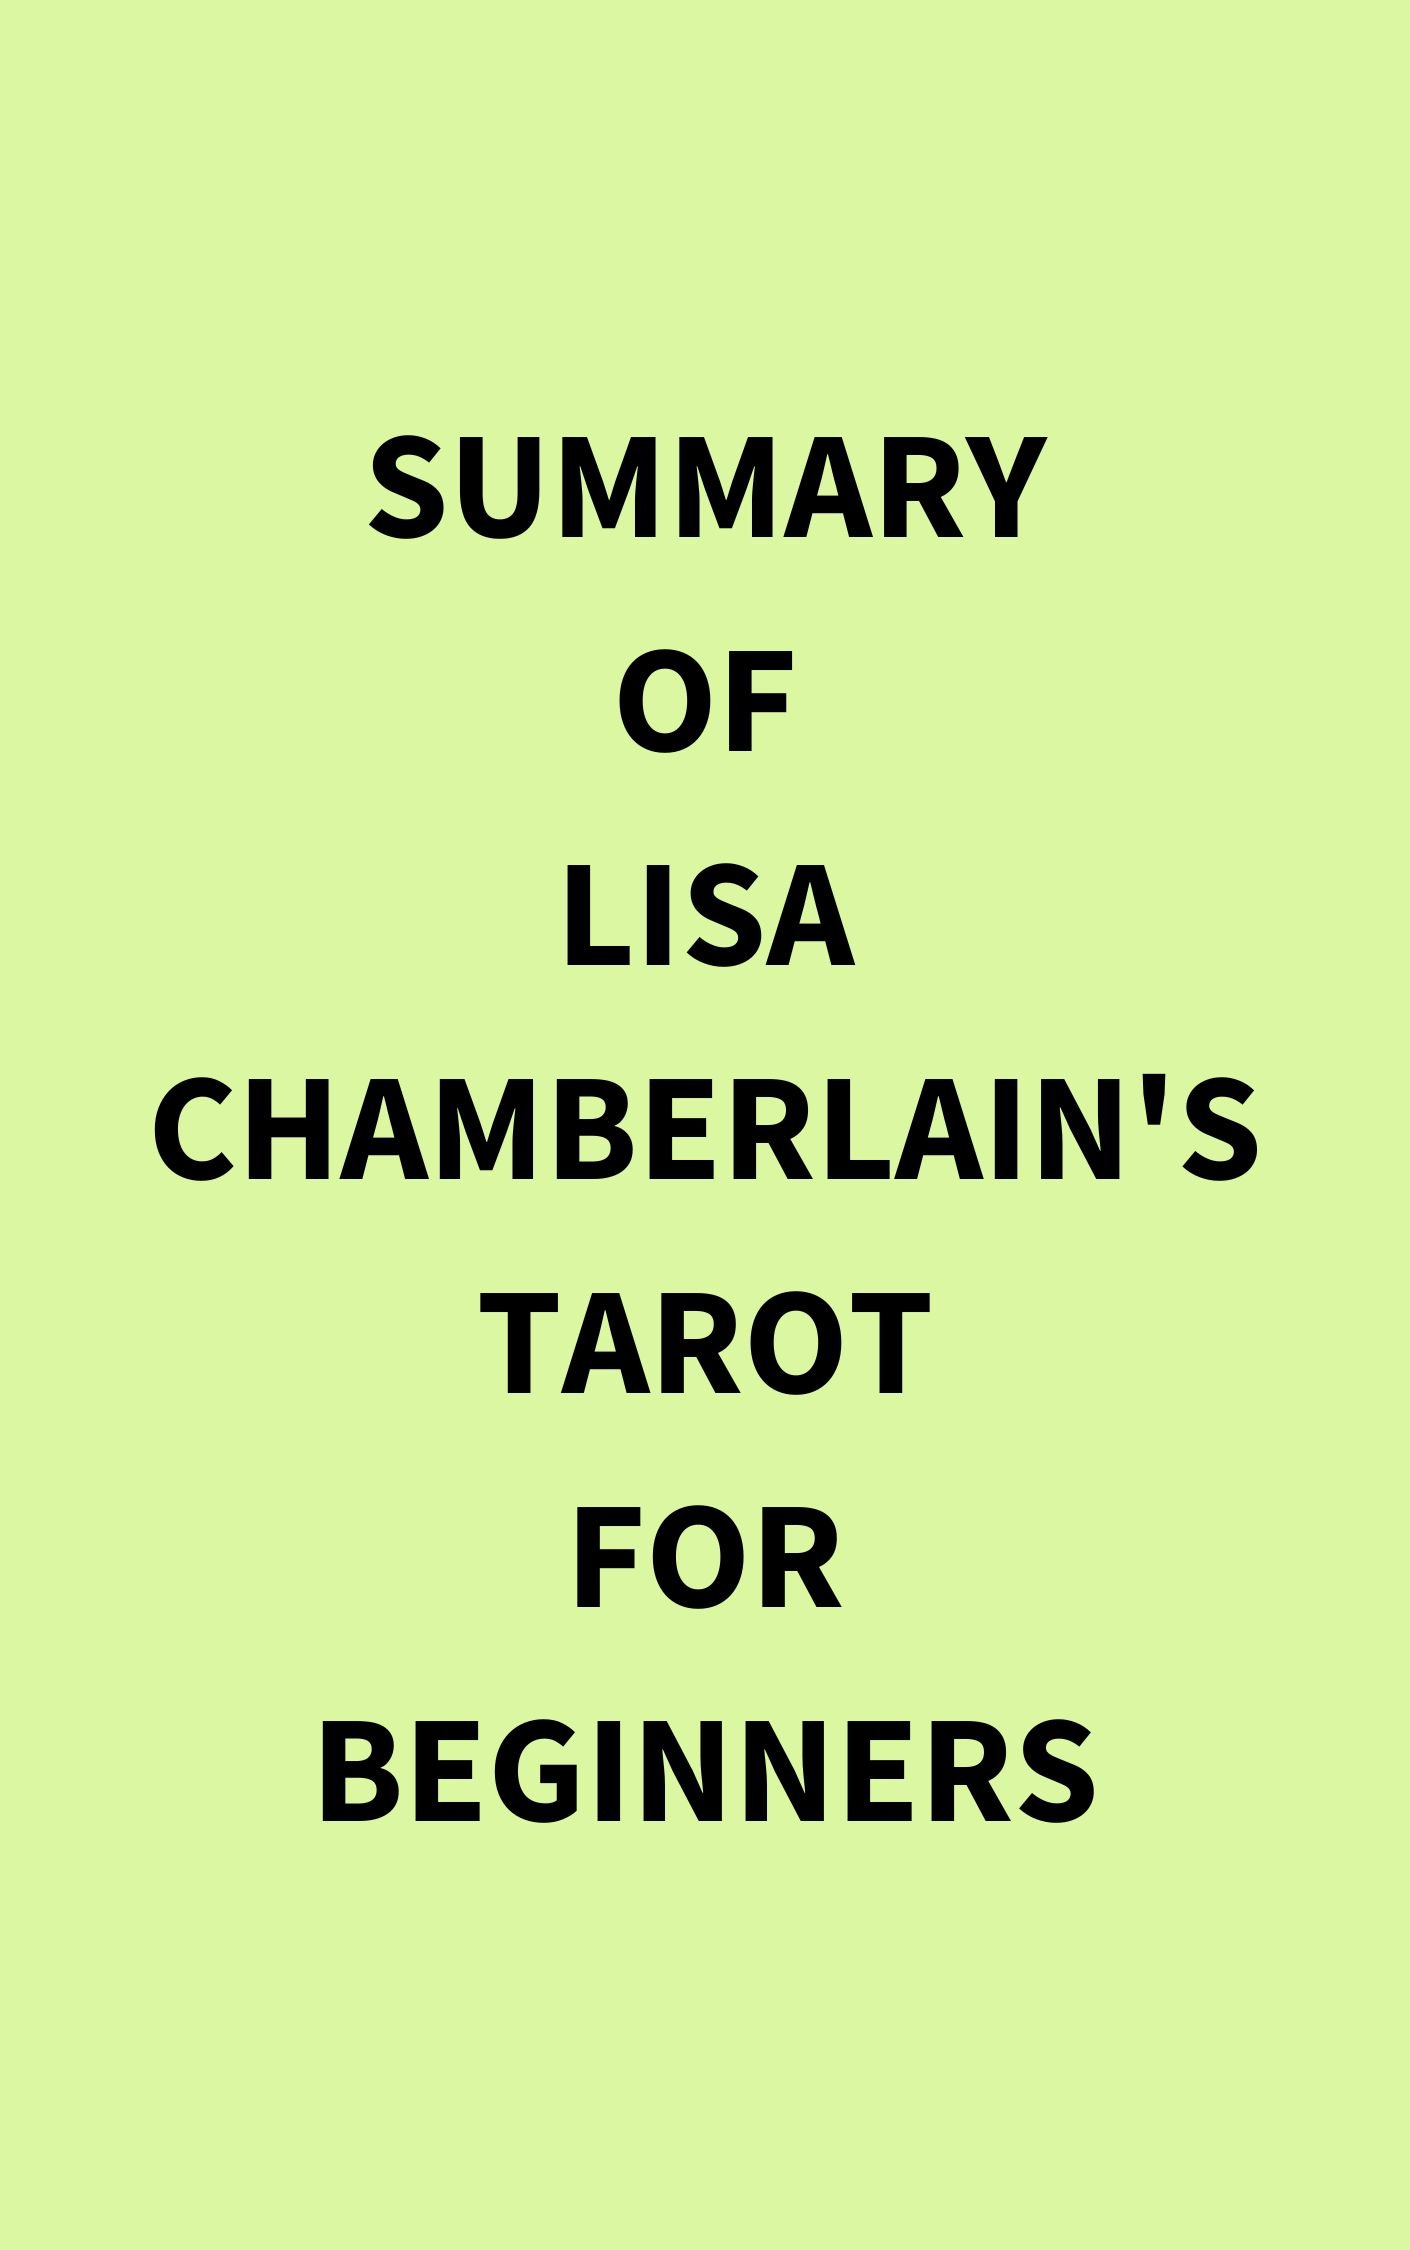 SUMMARY
OF
LISA
CHAMBERLAIN'S
TAROT
FOR
BEGINNERS